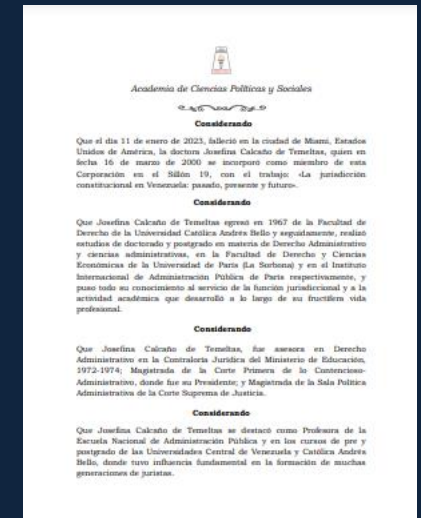 Academia de Ciencias Políticas y Sociales
Considerando
Que el día 11 de enero de 2023, falleció en la ciudad de Miami, Estados
Unidos de América, la doctora Josefina Calcaño de Temeltas, quien en
fecha 16 de marzo de 2000 se incorporó como miembro de esta
Corporación en el Sillón 19, con el trabajo: «La jurisdicción
constitucional en Venezuela: pasado, presente y futuro».
Considerando
Que Josefina Calcaño de Temeltas egresó en 1967 de la Facultad de
Derecho de la Universidad Católica Andrés Bello y seguidamente, realizó
estudios de doctorado y postgrado en materia de Derecho Administrativo
y ciencias administrativas, en la Facultad de Derecho y Ciencias
Económicas de la Universidad de París (La Sorbona) y en el Instituto
Internacional de Administración Pública de París respectivamente, y
puso todo su conocimiento al servicio de la función jurisdiccional y a la
actividad académica que desarrolló a lo largo de su fructífera vida
profesional.
Considerando
Que Josefina Calcaño de Temeltas, fue asesora en Derecho
Administrativo en la Contraloría Jurídica del Ministerio de Educación,
1972-1974; Magistrada de la Corte Primera de lo Contencioso-
Administrativo, donde fue su Presidente; y Magistrada de la Sala Política
Administrativa de la Corte Suprema de Justicia.
Considerando
Que Josefina Calcaño de Temeltas se destacó como Profesora de la
Escuela Nacional de Administración Pública y en los cursos de pre y
postgrado de las Universidades Central de Venezuela y Católica Andrés
Bello, donde tuvo influencia fundamental en la formación de muchas
generaciones de juristas.